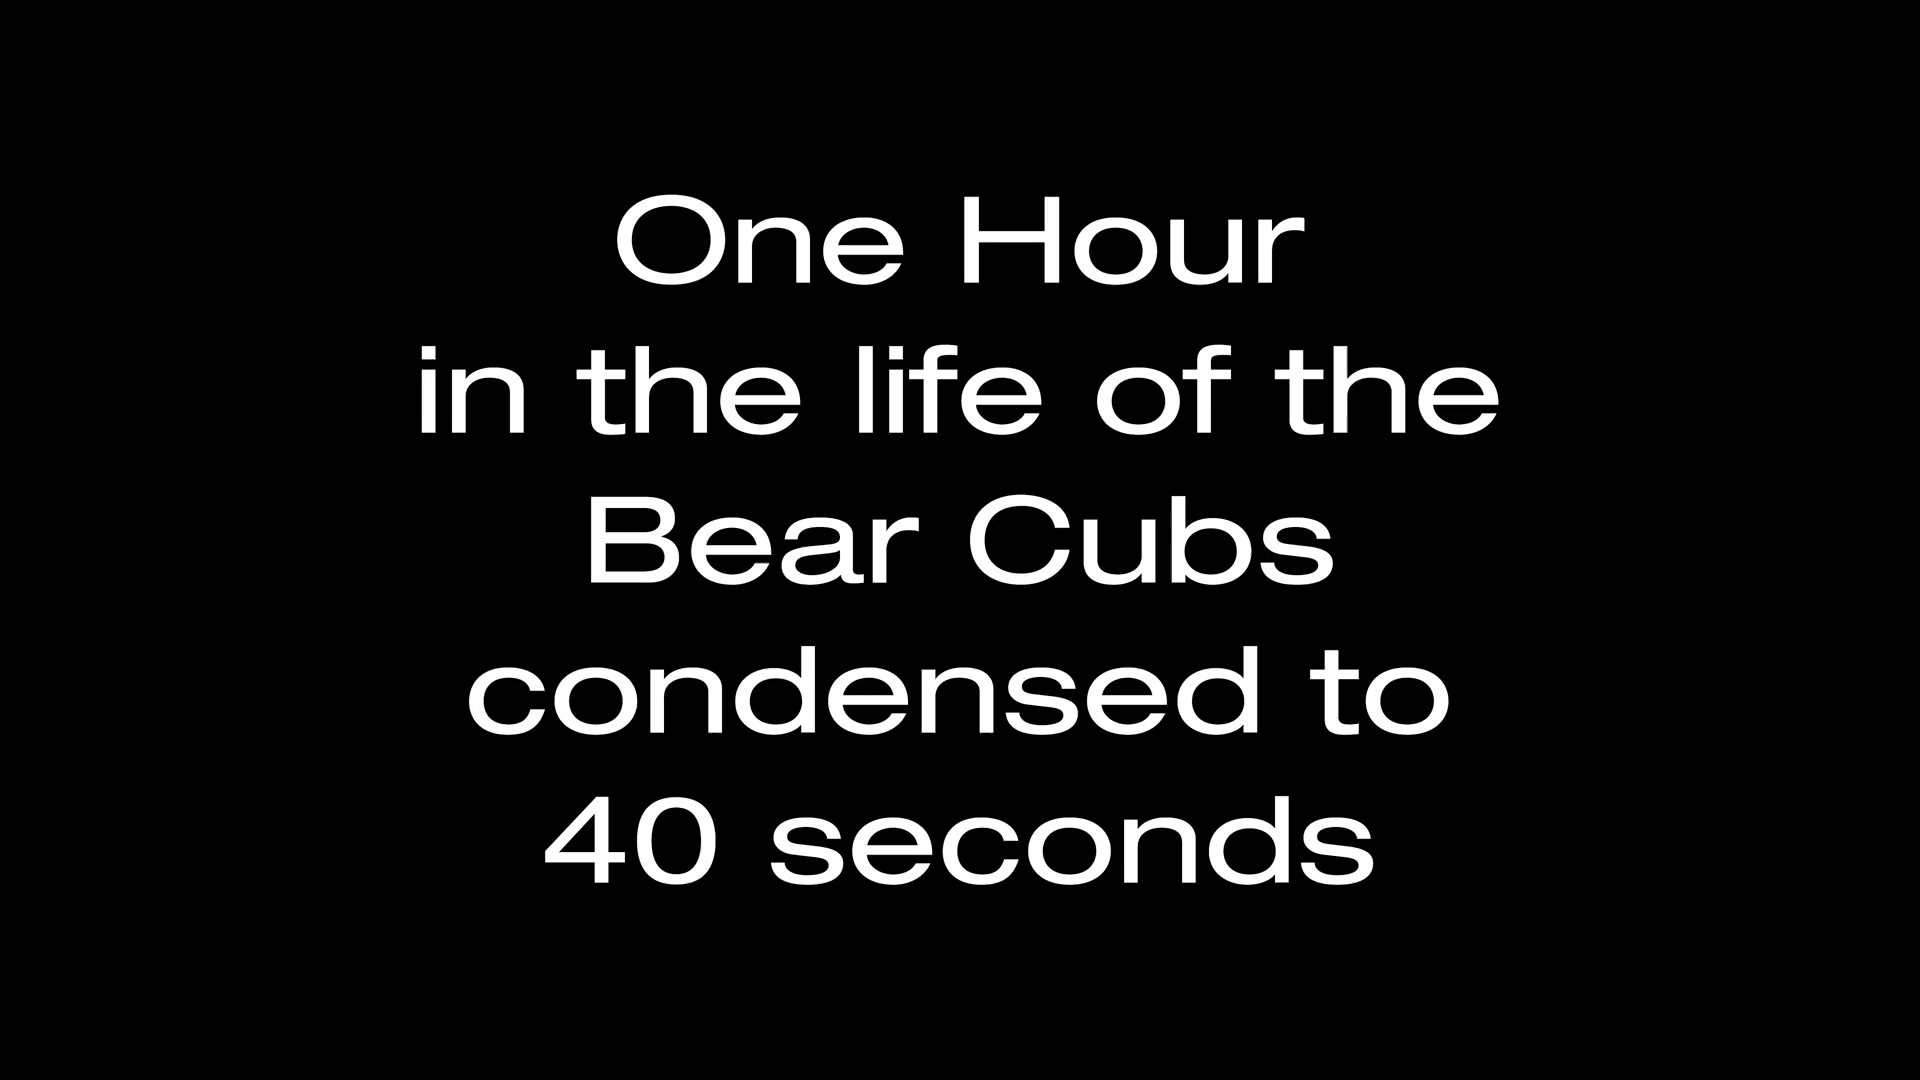 One Hour
in the life of the
Bear Cubs
condensed to
40 seconds